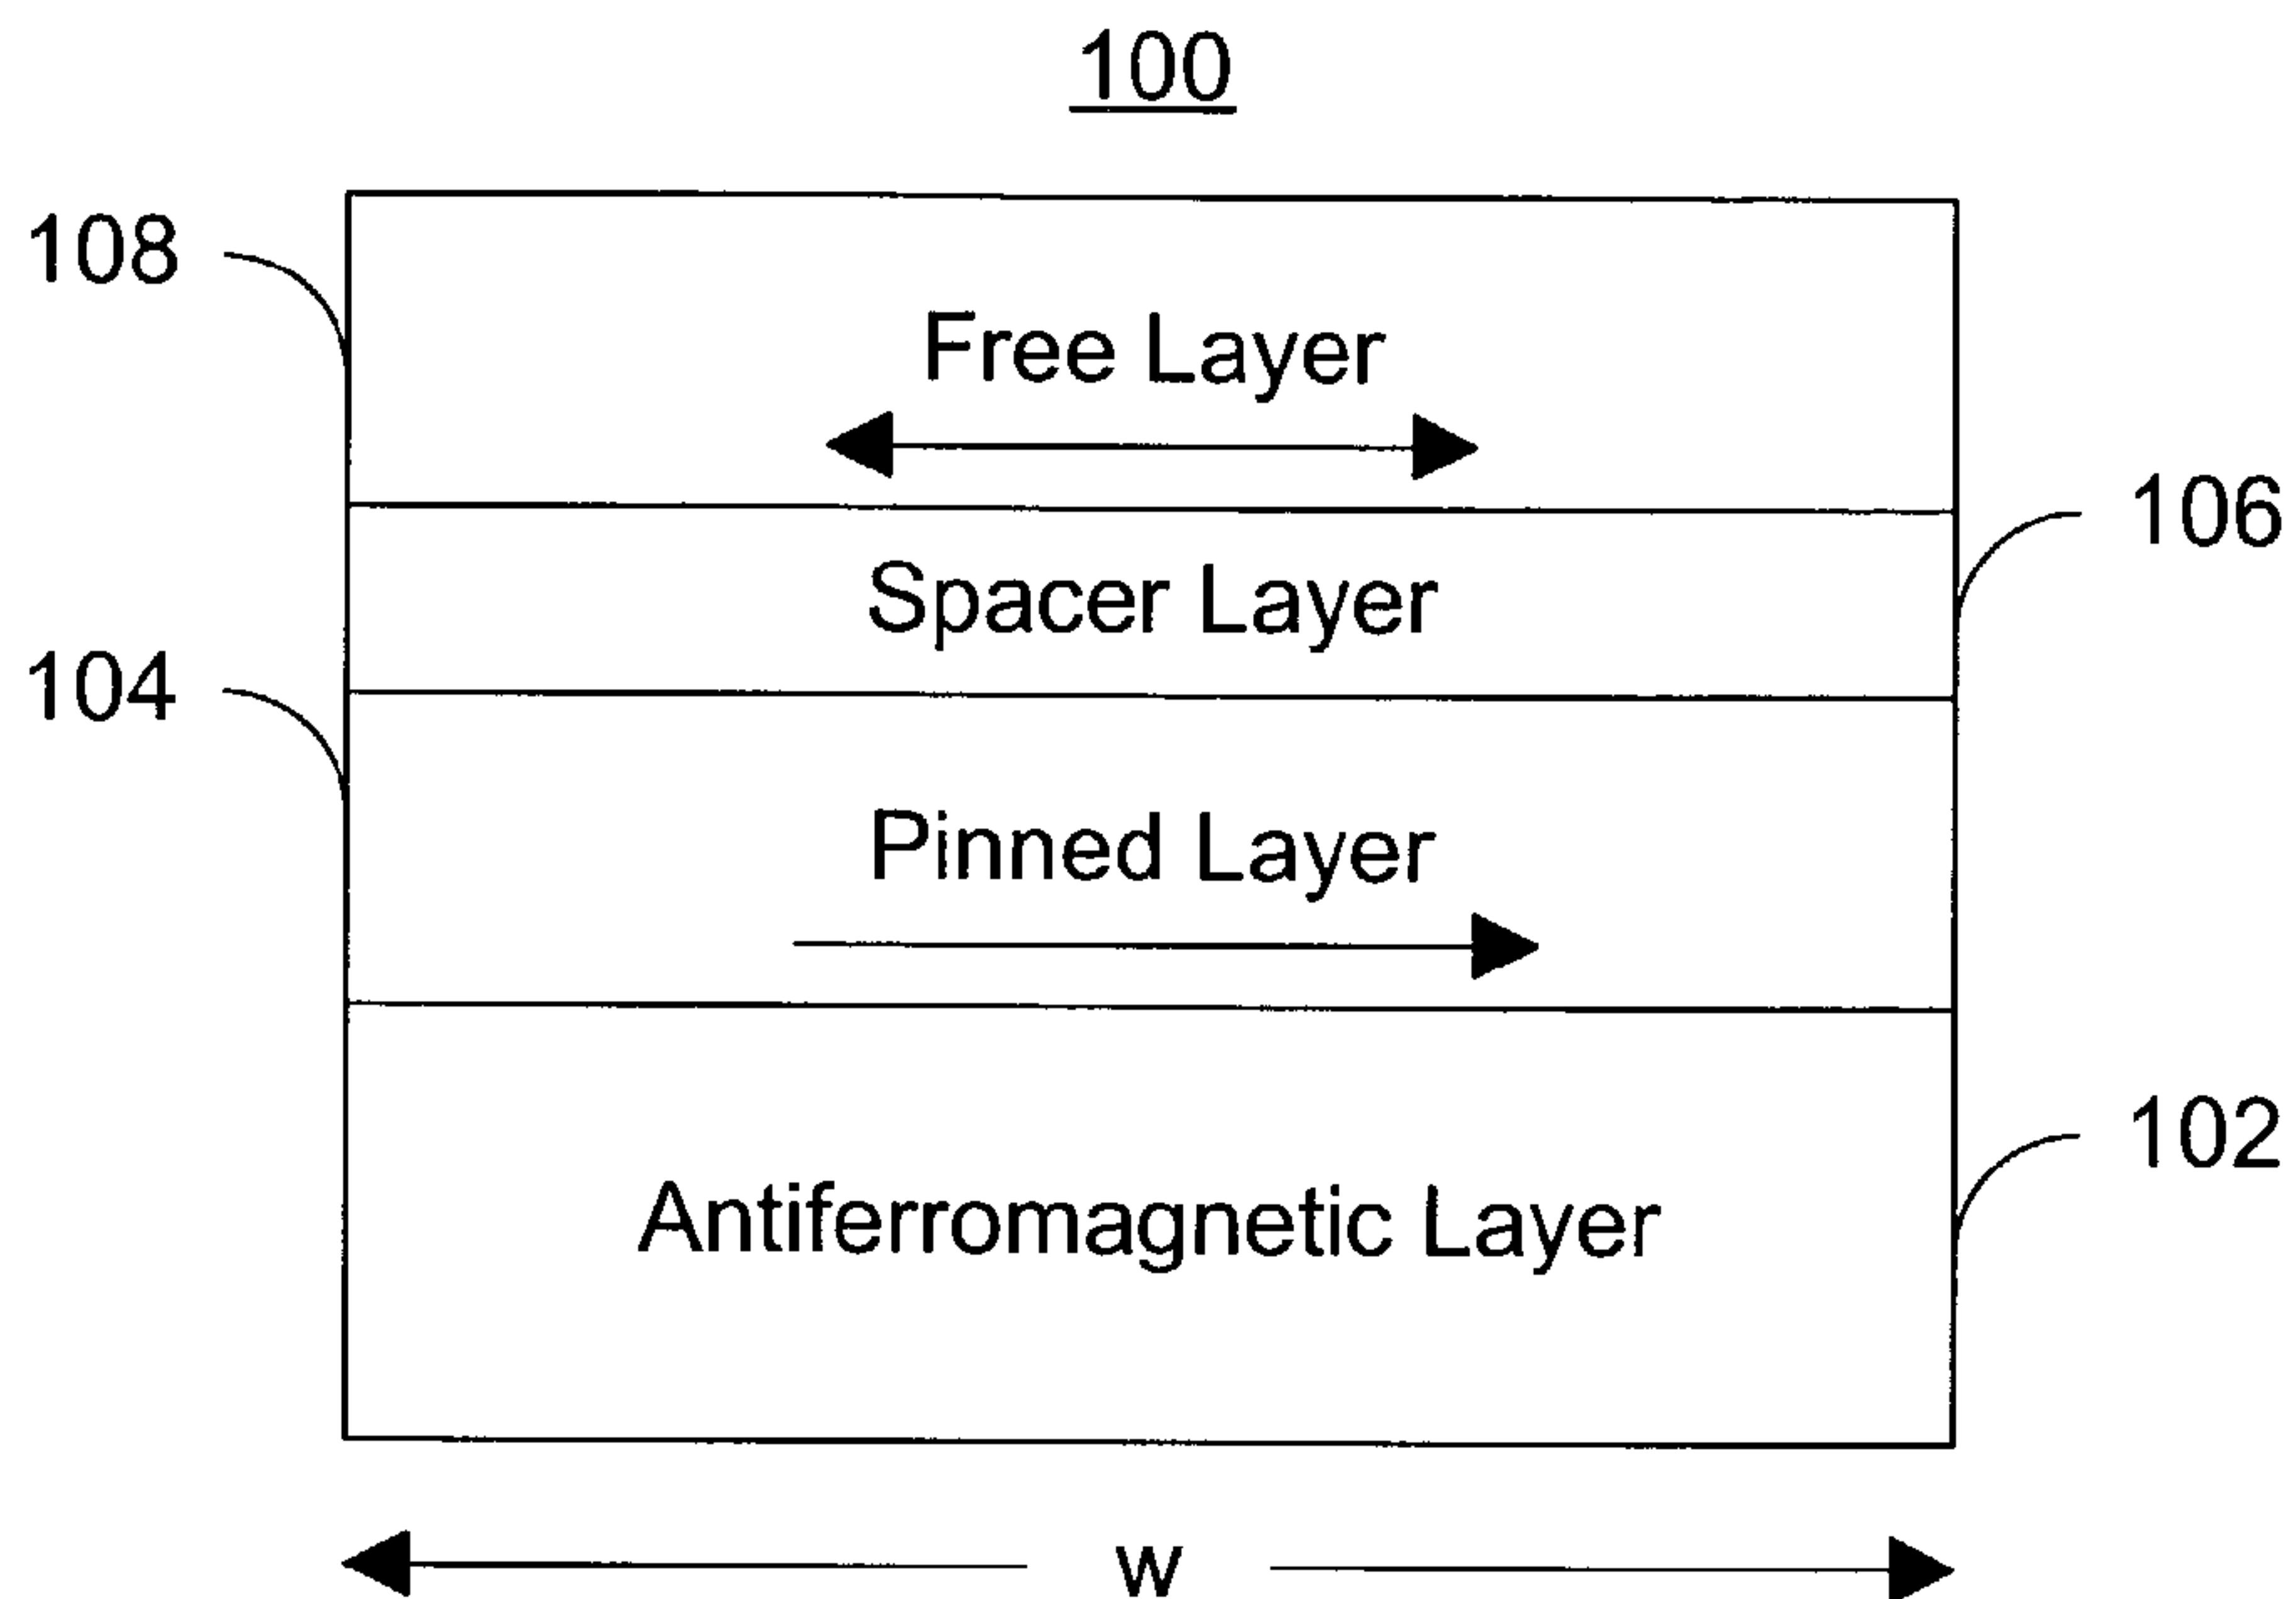 100
108
Free Layer
106
Spacer Layer
104
Pinned Layer
102
Antiferromagnetic Layer
w